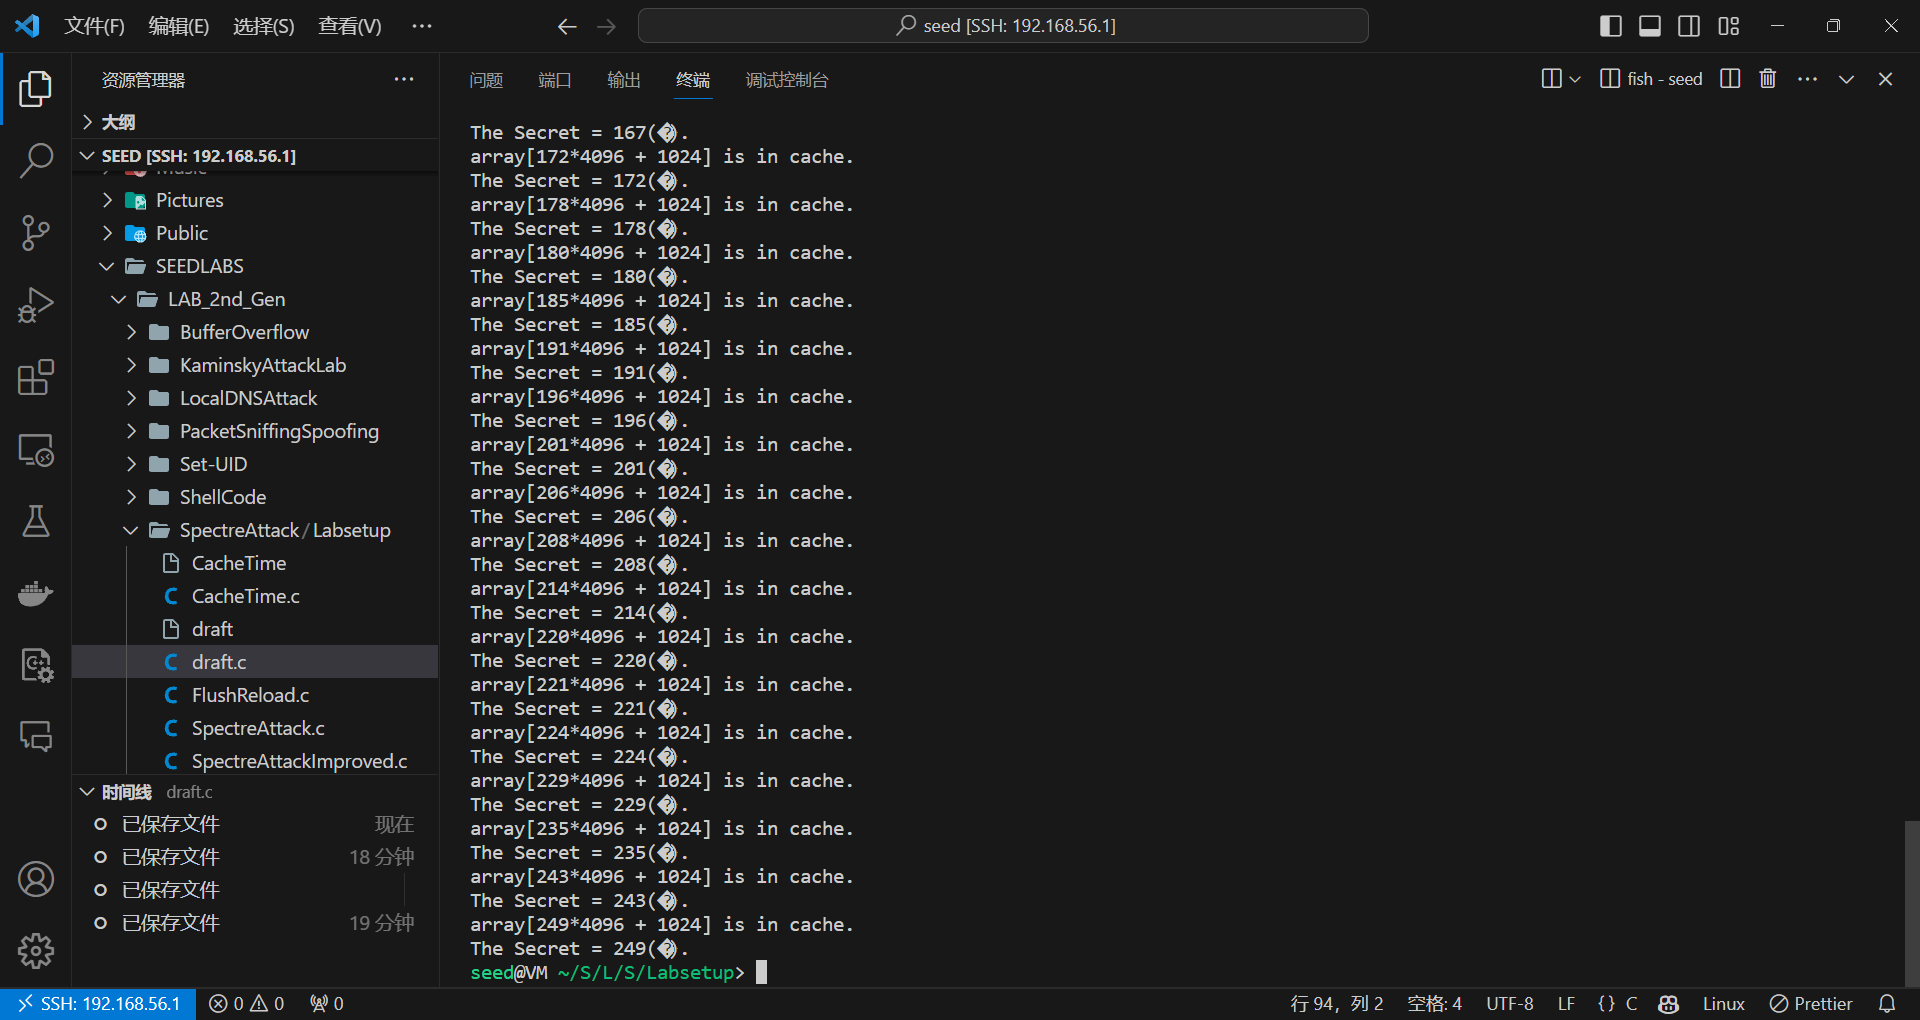 文件(F) 编辑(E) 选择(S) 查看(V) ··· seed [SSH: 192.168.56.1]
资源管理器 ···
大纲
SEED [SSH: 192.168.56.1]
Music
Pictures
Public
SEEDLABS
LAB_2nd_Gen
BufferOverflow
KaminskyAttackLab
LocalDNSAttack
PacketSniffingSpoofing
Set-UID
ShellCode
SpectreAttack / Labsetup
CacheTime
CacheTime.c
draft
draft.c
FlushReload.c
SpectreAttack.c
SpectreAttackImproved.c
时间线 draft.c
已保存文件 现在
已保存文件 18 分钟
已保存文件
已保存文件 19 分钟
问题 端口 输出 终端 调试控制台 fish - seed ···
The Secret = 167(�).
array[172*4096 + 1024] is in cache.
The Secret = 172(�).
array[178*4096 + 1024] is in cache.
The Secret = 178(�).
array[180*4096 + 1024] is in cache.
The Secret = 180(�).
array[185*4096 + 1024] is in cache.
The Secret = 185(�).
array[191*4096 + 1024] is in cache.
The Secret = 191(�).
array[196*4096 + 1024] is in cache.
The Secret = 196(�).
array[201*4096 + 1024] is in cache.
The Secret = 201(�).
array[206*4096 + 1024] is in cache.
The Secret = 206(�).
array[208*4096 + 1024] is in cache.
The Secret = 208(�).
array[214*4096 + 1024] is in cache.
The Secret = 214(�).
array[220*4096 + 1024] is in cache.
The Secret = 220(�).
array[221*4096 + 1024] is in cache.
The Secret = 221(�).
array[224*4096 + 1024] is in cache.
The Secret = 224(�).
array[229*4096 + 1024] is in cache.
The Secret = 229(�).
array[235*4096 + 1024] is in cache.
The Secret = 235(�).
array[243*4096 + 1024] is in cache.
The Secret = 243(�).
array[249*4096 + 1024] is in cache.
The Secret = 249(�).
seed@VM ~/S/L/S/Labsetup>
SSH: 192.168.56.1 0 0 0 行 94, 列 2 空格: 4 UTF-8 LF {} C Linux Prettier